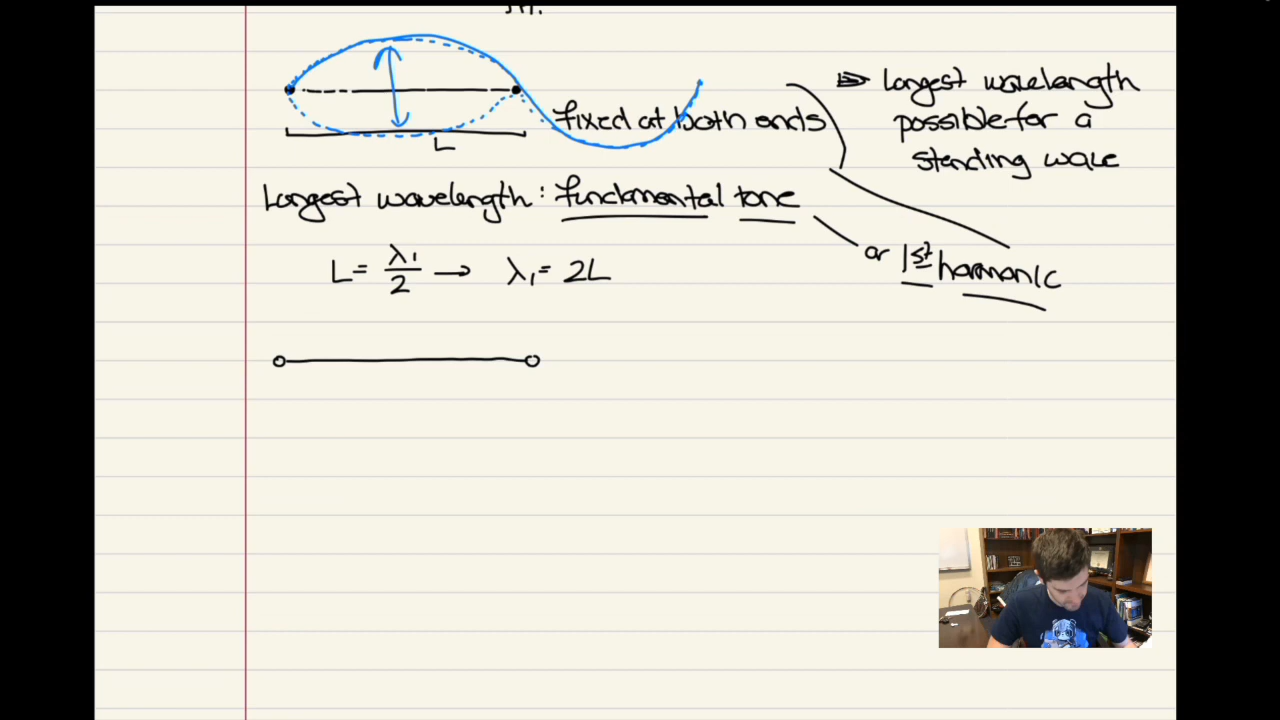 Longest wavelength
possible for a
standing wave
fixed at both ends
L
Longest wavelength: fundamental tone
or 1st harmonic
L = λ₁/2 → λ₁ = 2L